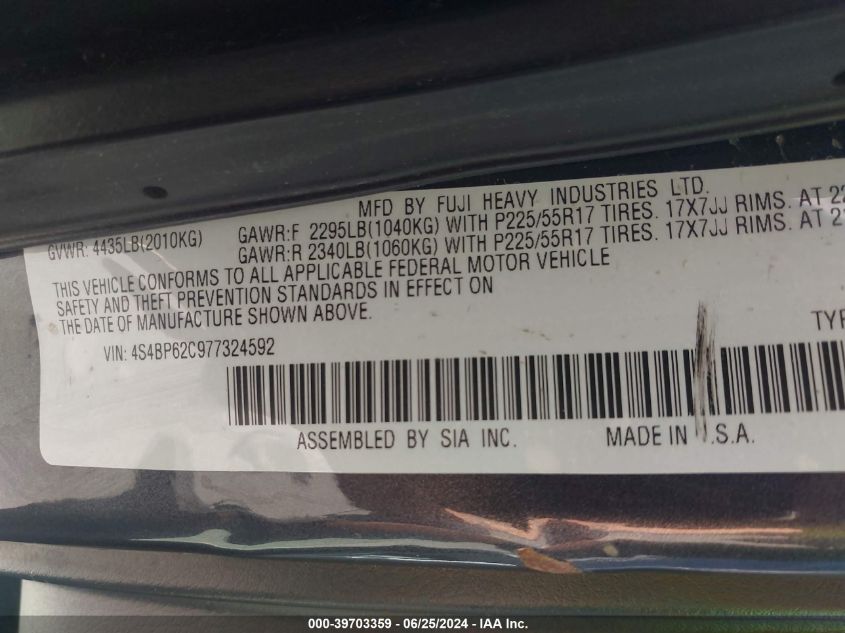 MFD BY FUJI HEAVY INDUSTRIES LTD.
GVWR: 4435LB(2010KG) GAWR:F 2295LB(1040KG) WITH P225/55R17 TIRES. 17X7JJ RIMS. AT
GAWR:R 2340LB(1060KG) WITH P225/55R17 TIRES. 17X7JJ RIMS. AT
THIS VEHICLE CONFORMS TO ALL APPLICABLE FEDERAL MOTOR VEHICLE
SAFETY AND THEFT PREVENTION STANDARDS IN EFFECT ON
THE DATE OF MANUFACTURE SHOWN ABOVE.
VIN: 4S4BP62C977324592
ASSEMBLED BY SIA INC. MADE IN .S.A.
000-39703359 - 06/25/2024 - IAA Inc.